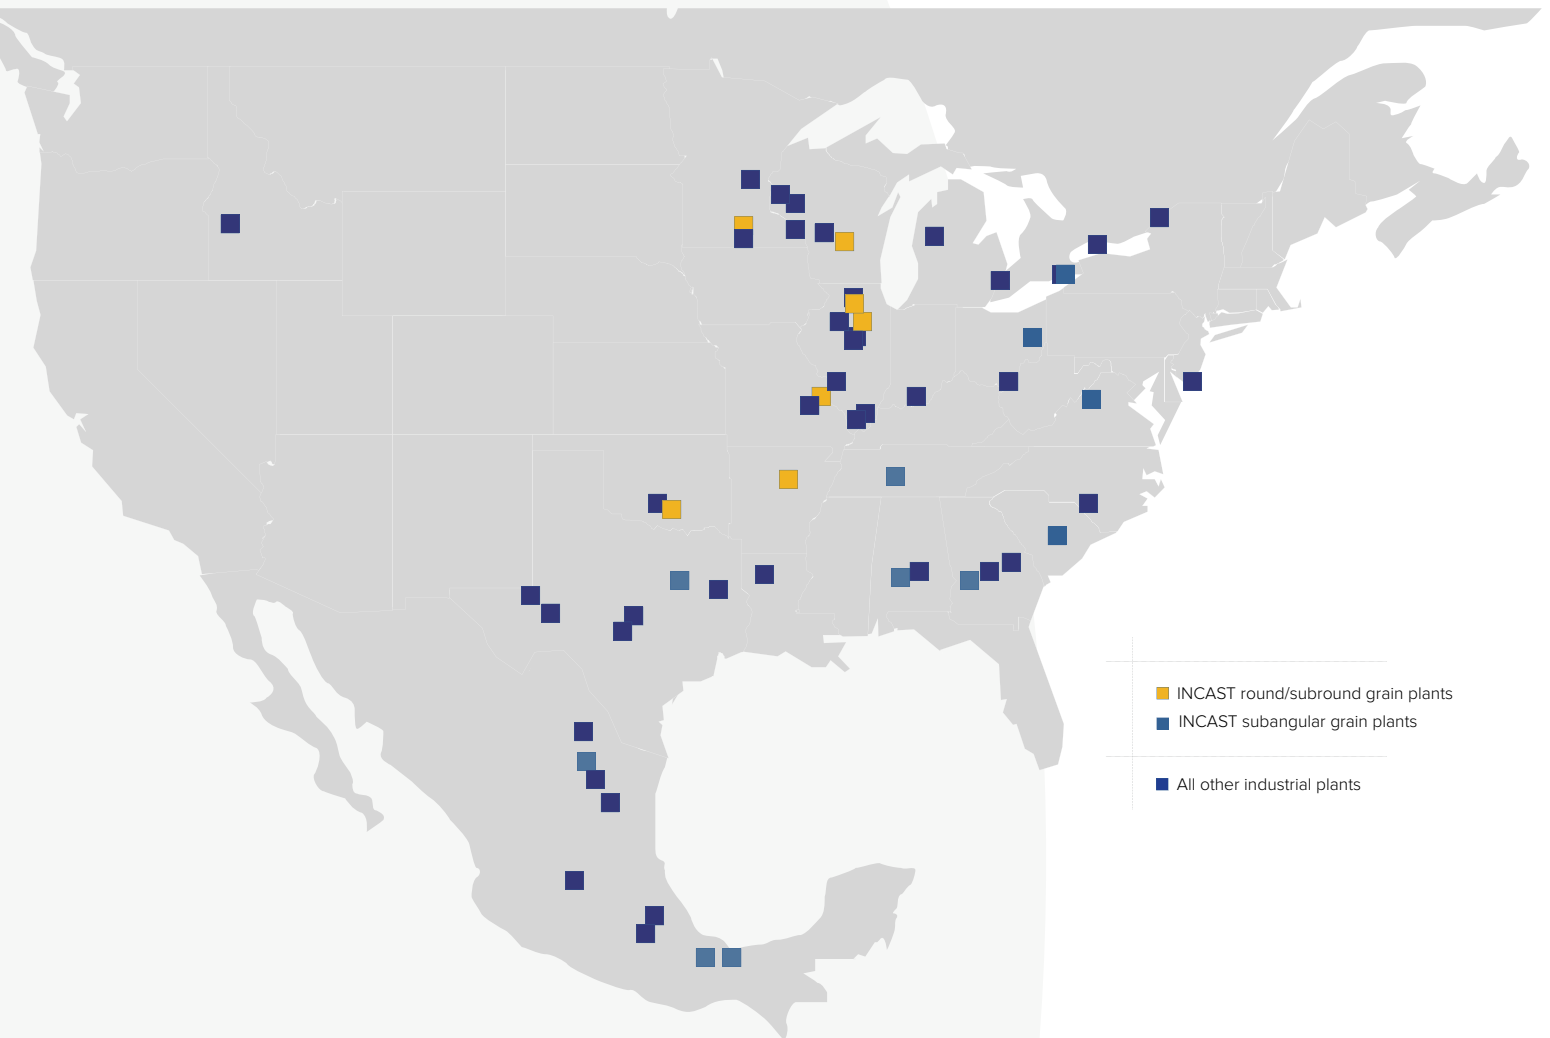 INCAST round/subround grain plants
INCAST subangular grain plants
All other industrial plants